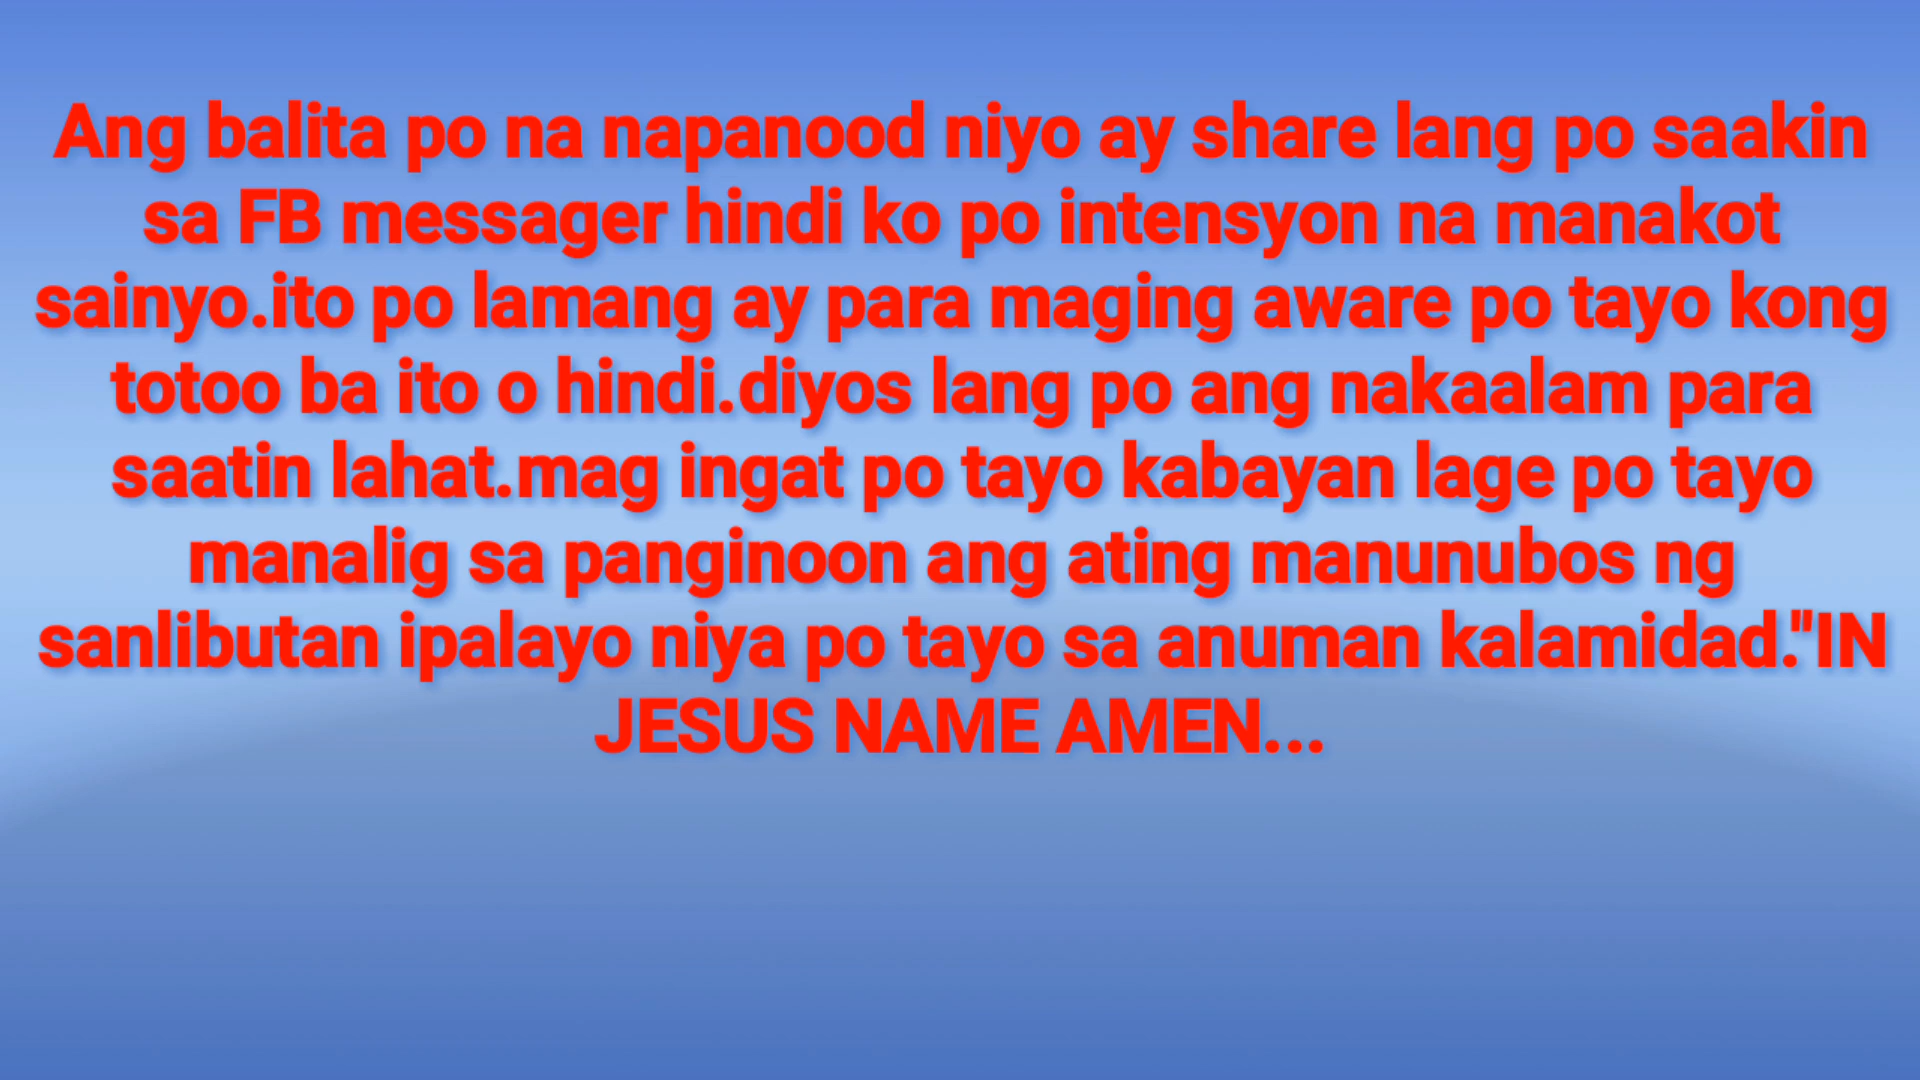 Ang balita po na napanood niyo ay share lang po saakin
sa FB messager hindi ko po intensyon na manakot
sainyo.ito po lamang ay para maging aware po tayo kong
totoo ba ito o hindi.diyos lang po ang nakaalam para
saatin lahat.mag ingat po tayo kabayan lage po tayo
manalig sa panginoon ang ating manunubos ng
sanlibutan ipalayo niya po tayo sa anuman kalamidad."IN
JESUS NAME AMEN...